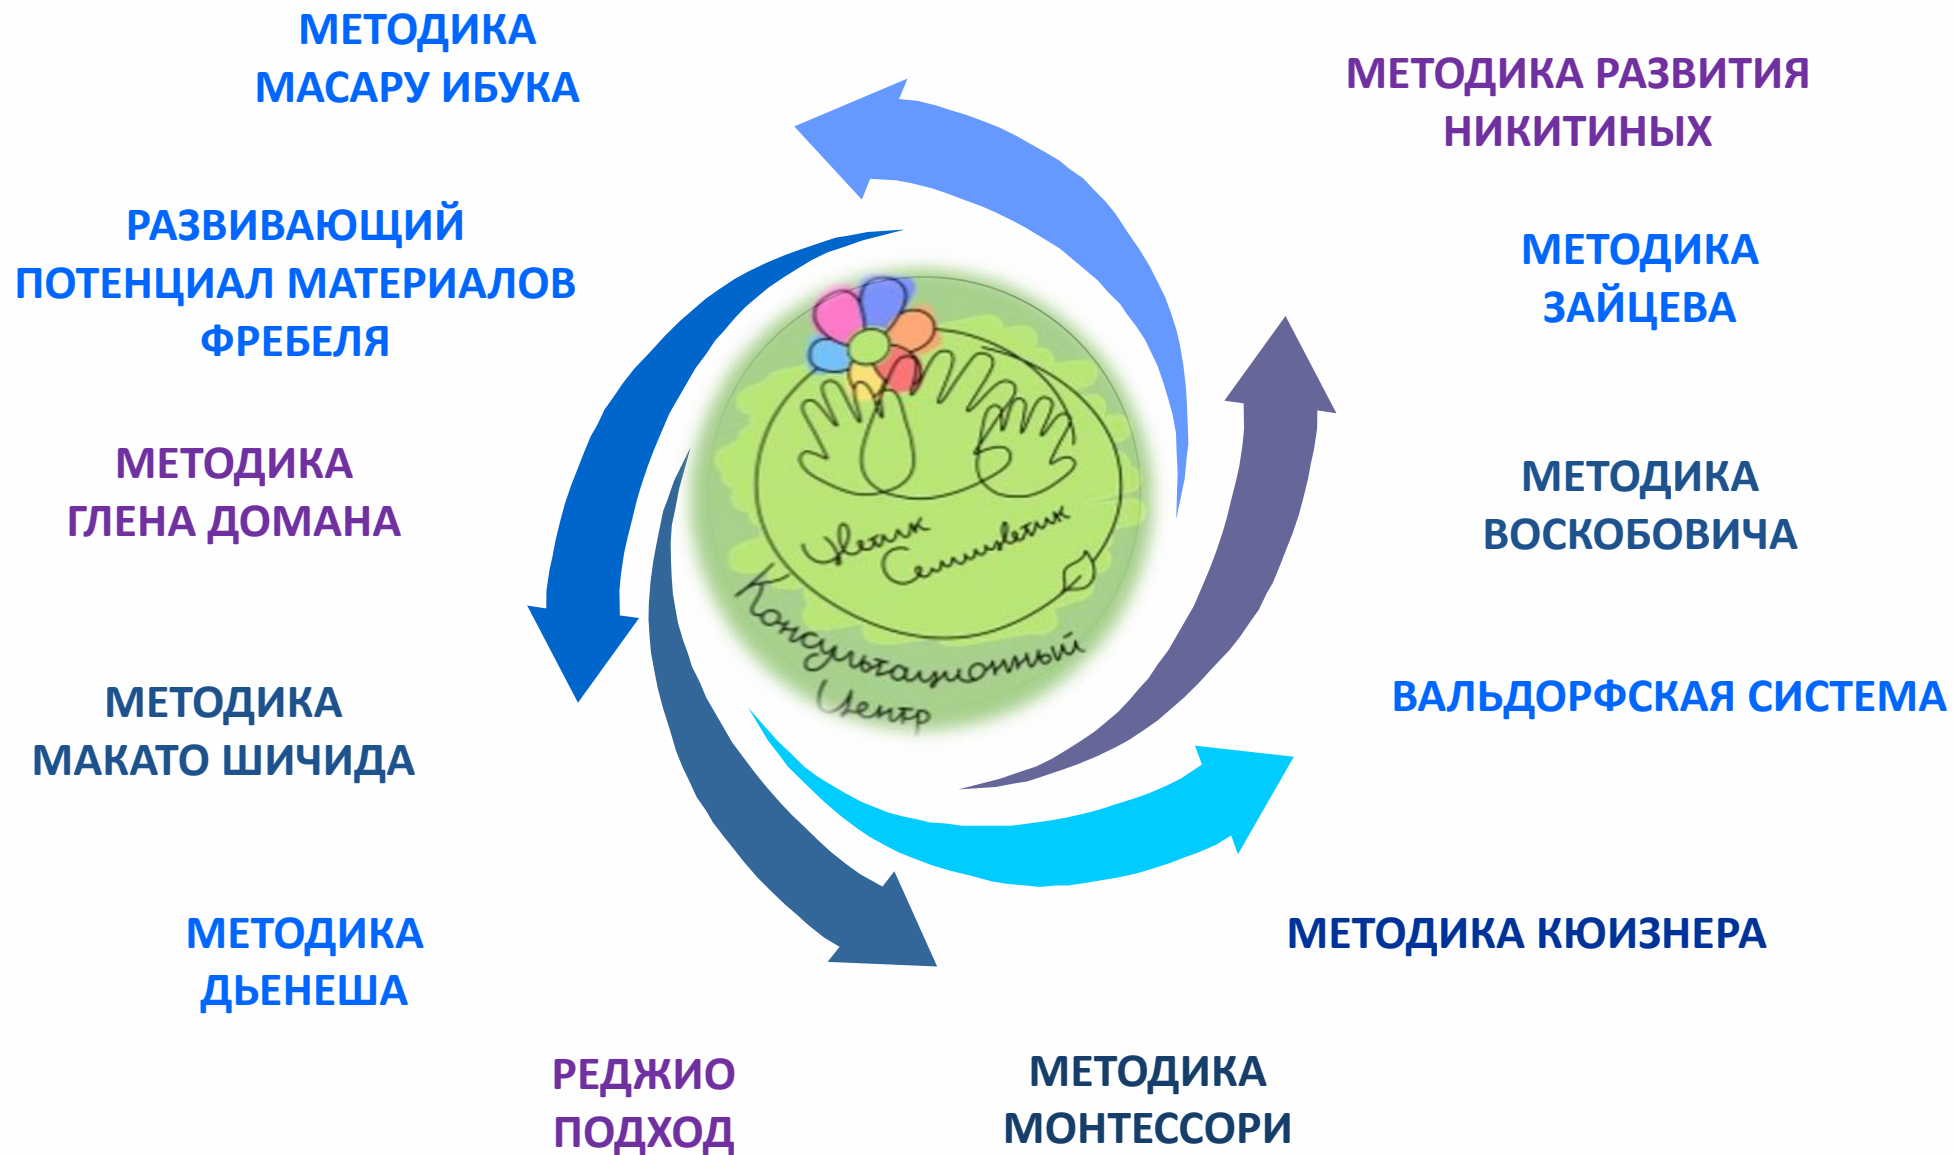 МЕТОДИКА
МАСАРУ ИБУКА
РАЗВИВАЮЩИЙ
ПОТЕНЦИАЛ МАТЕРИАЛОВ
ФРЕБЕЛЯ
МЕТОДИКА
ГЛЕНА ДОМАНА
МЕТОДИКА
МАКАТО ШИЧИДА
МЕТОДИКА
ДЬЕНЕША
РЕДЖИО
ПОДХОД
Цветик
Семицветик
Консультационный
Центр
МЕТОДИКА РАЗВИТИЯ
НИКИТИНЫХ
МЕТОДИКА
ЗАЙЦЕВА
МЕТОДИКА
ВОСКОБОВИЧА
ВАЛЬДОРФСКАЯ СИСТЕМА
МЕТОДИКА КЮИЗНЕРА
МЕТОДИКА
МОНТЕССОРИ